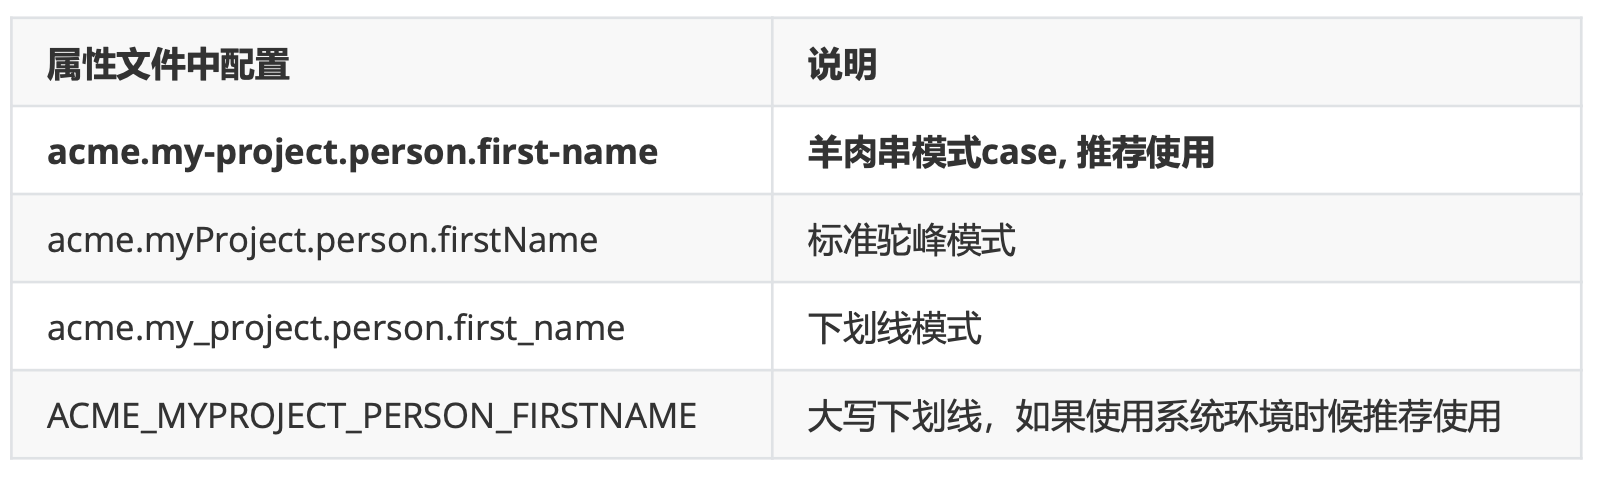 属性文件中配置 说明
acme.my-project.person.first-name 羊肉串模式case, 推荐使用
acme.myProject.person.firstName 标准驼峰模式
acme.my_project.person.first_name 下划线模式
ACME_MYPROJECT_PERSON_FIRSTNAME 大写下划线，如果使用系统环境时候推荐使用